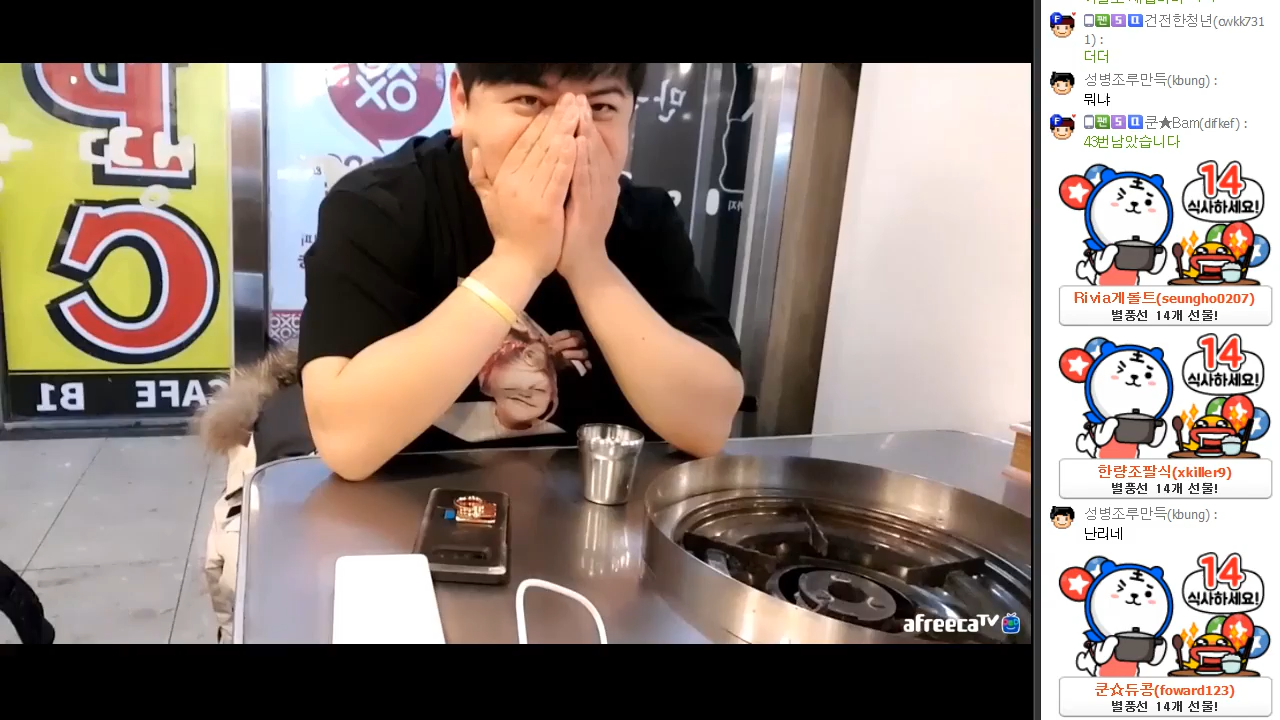 건전한청년(cwkk731
1) :
더더
성병조루만득(kbung) :
뭐냐
쿤★Bam(difkef) :
43번남았습니다
14
식사하세요!
Rivia게롤트(seungho0207)
별풍선 14개 선물!
14
식사하세요!
한량조팔식(xkiller9)
별풍선 14개 선물!
성병조루만득(kbung) :
난리네
14
식사하세요!
쿤☆듀콩(foward123)
별풍선 14개 선물!
CAFE B1
afreecaTV